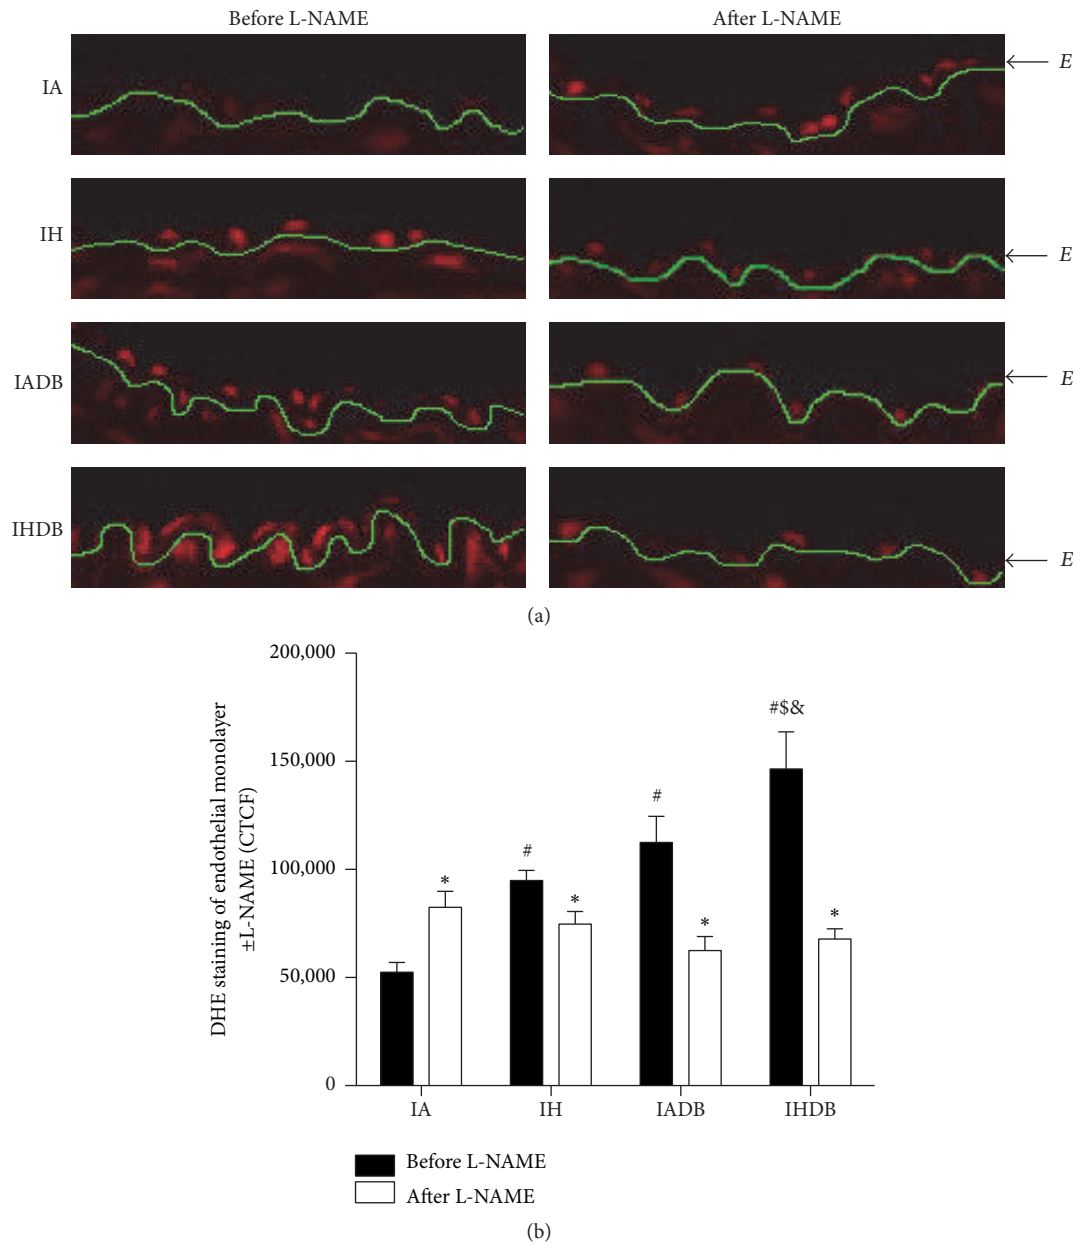 Before L-NAME
After L-NAME
IA
E
IH
E
IADB
E
IHDB
E
(a)
200,000
150,000
100,000
50,000
0
DHE staining of endothelial monolayer
±L-NAME (CTCF)
#
*
#
*
#
*
#$&
*
IA
IH
IADB
IHDB
Before L-NAME
After L-NAME
(b)